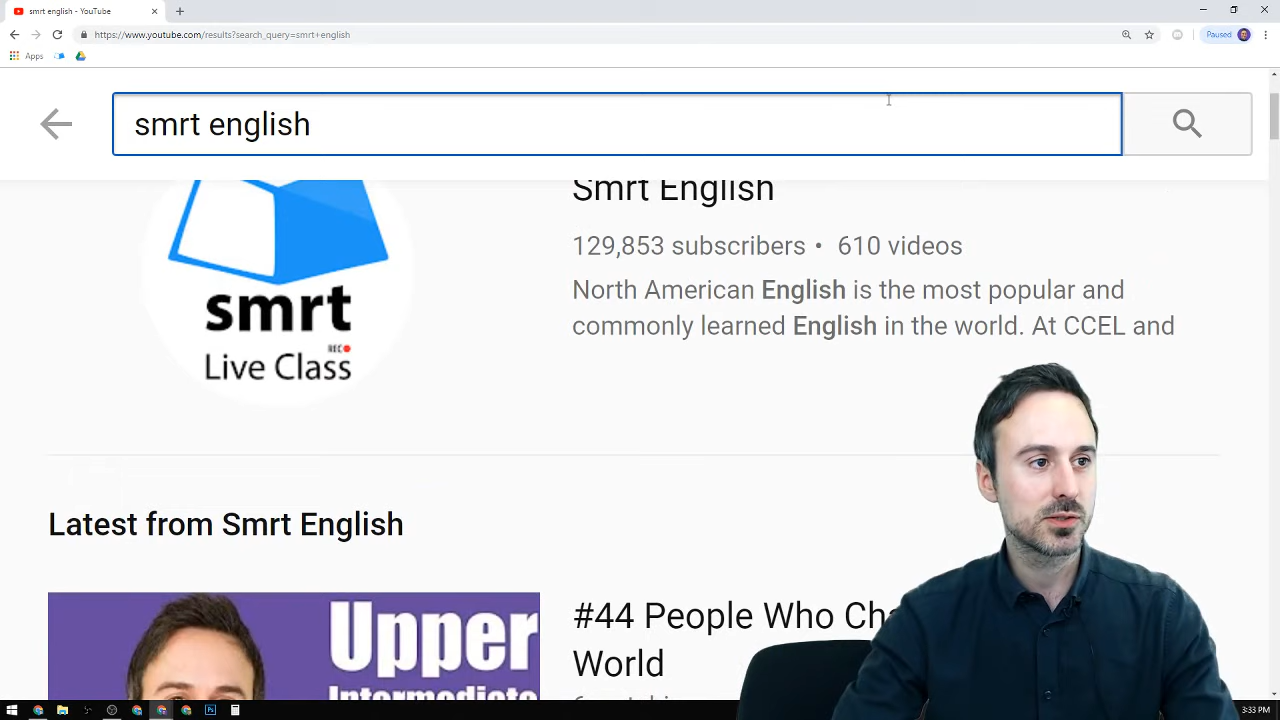 smrt english - YouTube
https://www.youtube.com/results?search_query=smrt+english
Paused
Apps
smrt english
Smrt English
129,853 subscribers • 610 videos
North American English is the most popular and
commonly learned English in the world. At CCEL and
smrt
REC
Live Class
Latest from Smrt English
Upper
Intermediate
#44 People Who
World
3:33 PM